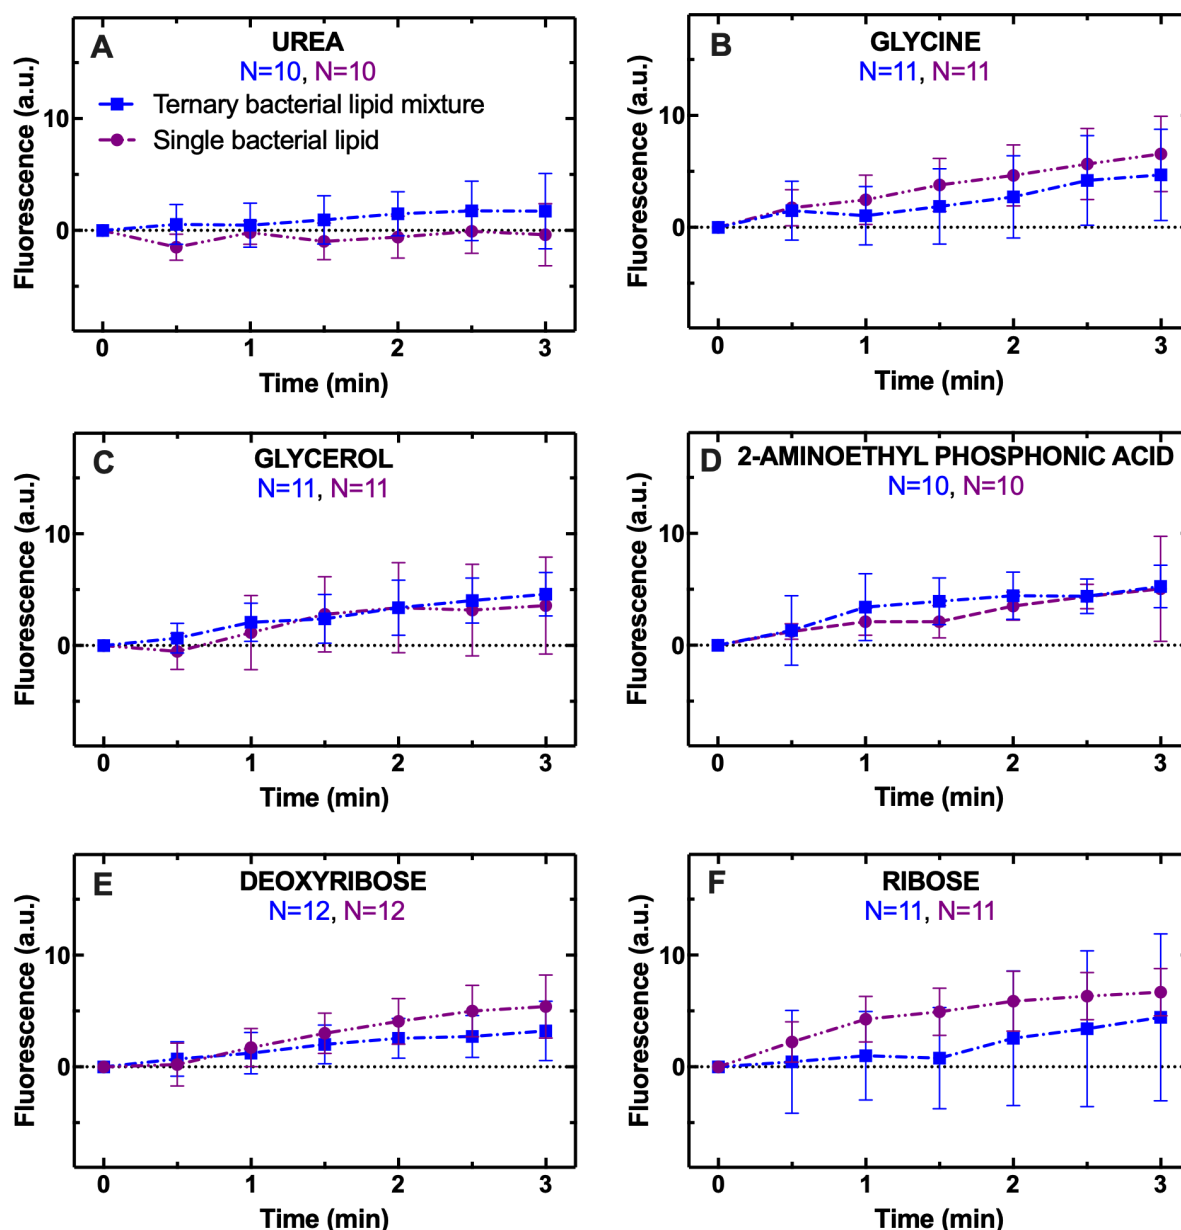 A
UREA
N=10, N=10
Ternary bacterial lipid mixture
Single bacterial lipid
Fluorescence (a.u.)
10
0
0 1 2 3
Time (min)
B
GLYCINE
N=11, N=11
Fluorescence (a.u.)
10
0
0 1 2 3
Time (min)
C
GLYCEROL
N=11, N=11
Fluorescence (a.u.)
10
0
0 1 2 3
Time (min)
D
2-AMINOETHYL PHOSPHONIC ACID
N=10, N=10
Fluorescence (a.u.)
10
0
0 1 2 3
Time (min)
E
DEOXYRIBOSE
N=12, N=12
Fluorescence (a.u.)
10
0
0 1 2 3
Time (min)
F
RIBOSE
N=11, N=11
Fluorescence (a.u.)
10
0
0 1 2 3
Time (min)